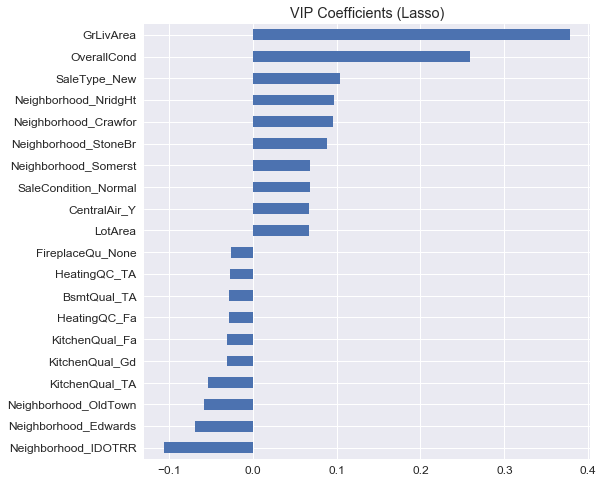 VIP Coefficients (Lasso)
GrLivArea
OverallCond
SaleType_New
Neighborhood_NridgHt
Neighborhood_Crawfor
Neighborhood_StoneBr
Neighborhood_Somerst
SaleCondition_Normal
CentralAir_Y
LotArea
FireplaceQu_None
HeatingQC_TA
BsmtQual_TA
HeatingQC_Fa
KitchenQual_Fa
KitchenQual_Gd
KitchenQual_TA
Neighborhood_OldTown
Neighborhood_Edwards
Neighborhood_IDOTRR
−0.1 0.0 0.1 0.2 0.3 0.4